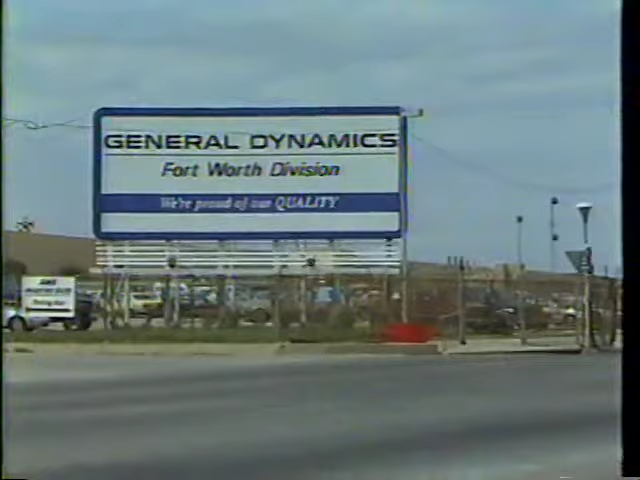 GENERAL DYNAMICS
Fort Worth Division
We're proud of our QUALITY